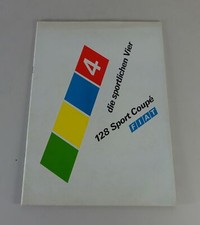 4
die sportlichen Vier
128 Sport Coupé
FIAT